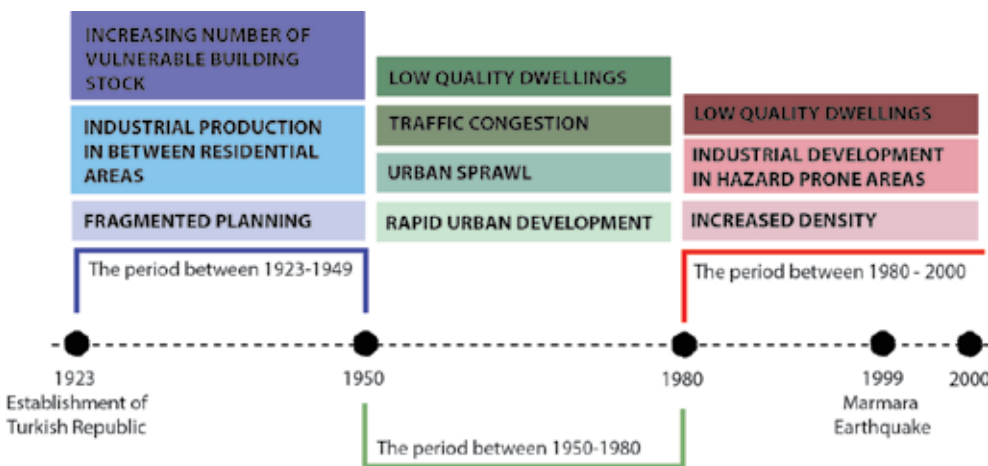 INCREASING NUMBER OF
VULNERABLE BUILDING
STOCK
INDUSTRIAL PRODUCTION
IN BETWEEN RESIDENTIAL
AREAS
FRAGMENTED PLANNING
LOW QUALITY DWELLINGS
TRAFFIC CONGESTION
URBAN SPRAWL
RAPID URBAN DEVELOPMENT
LOW QUALITY DWELLINGS
INDUSTRIAL DEVELOPMENT
IN HAZARD PRONE AREAS
INCREASED DENSITY
The period between 1923-1949
The period between 1980 - 2000
1923
Establishment of
Turkish Republic
1950
1980
1999
Marmara
Earthquake
2000
The period between 1950-1980